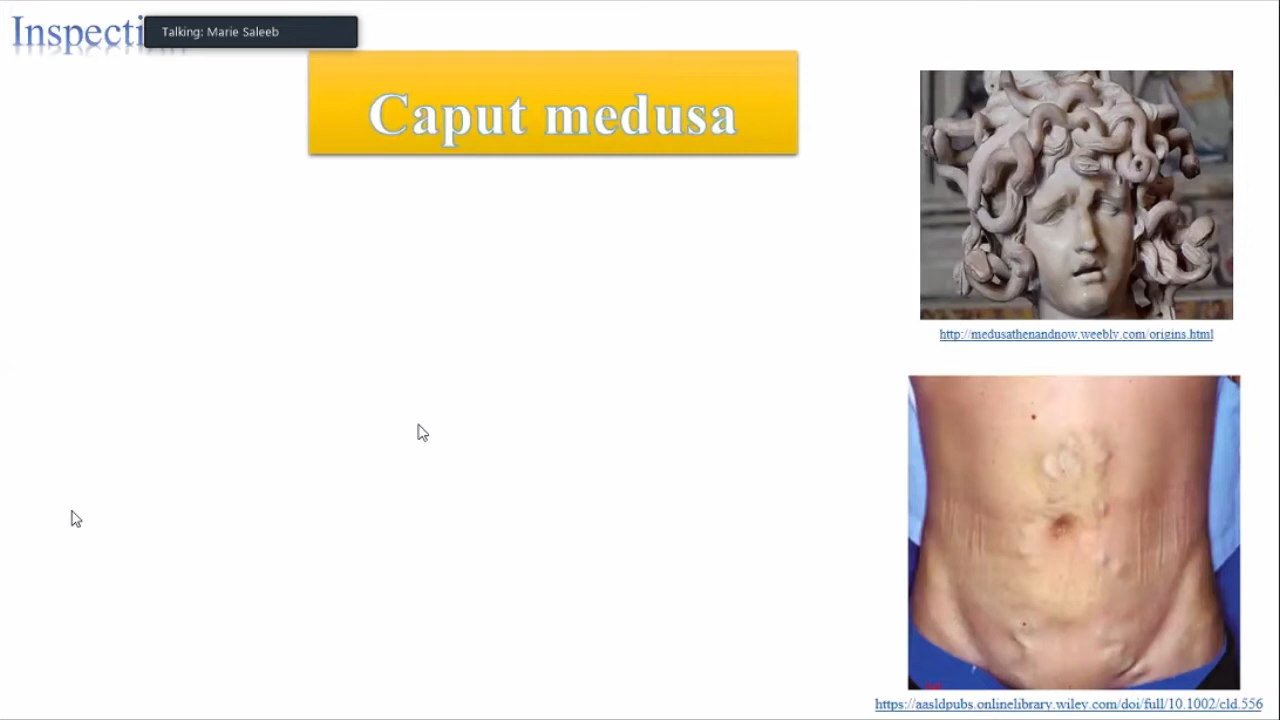 Inspecti
Talking: Marie Saleeb
Caput medusa
http://medusathenandnow.weebly.com/origins.html
https://aasldpubs.onlinelibrary.wiley.com/doi/full/10.1002/cld.556